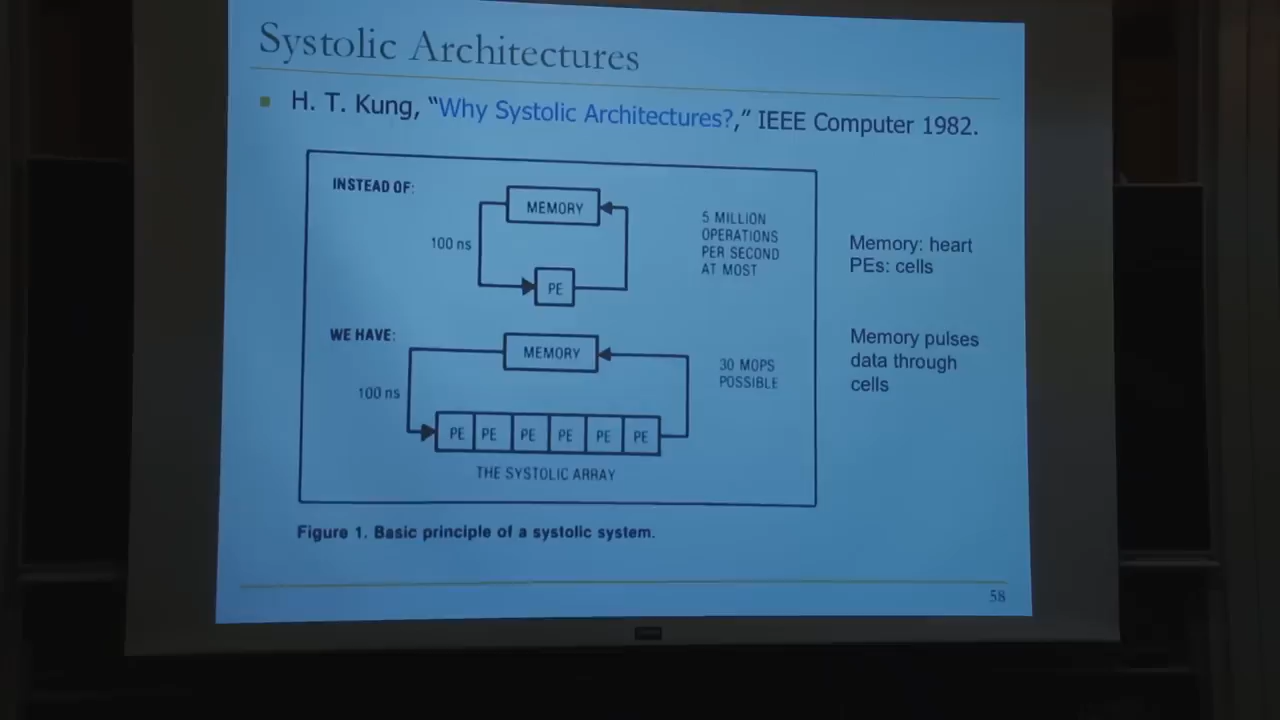 Systolic Architectures
H. T. Kung, “Why Systolic Architectures?,” IEEE Computer 1982.
INSTEAD OF:
MEMORY
100 ns
PE
5 MILLION
OPERATIONS
PER SECOND
AT MOST
Memory: heart
PEs: cells
WE HAVE:
MEMORY
100 ns
PE PE PE PE PE PE
THE SYSTOLIC ARRAY
30 MOPS
POSSIBLE
Memory pulses
data through
cells
Figure 1. Basic principle of a systolic system.
58